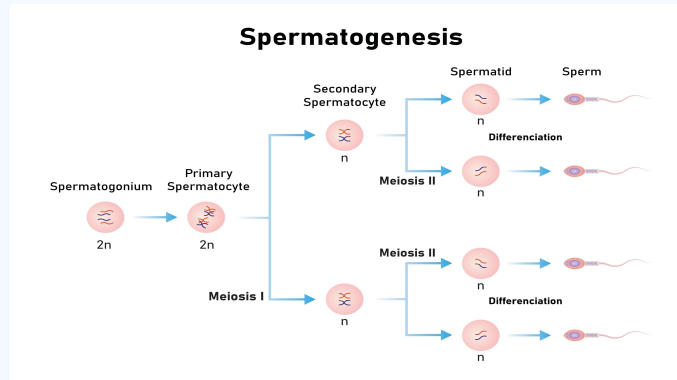 Spermatogenesis
Spermatid
Sperm
Secondary
Spermatocyte
n
Differenciation
n
Meiosis II
n
Primary
Spermatocyte
Spermatogonium
2n
2n
Meiosis I
Meiosis II
n
Differenciation
n
n